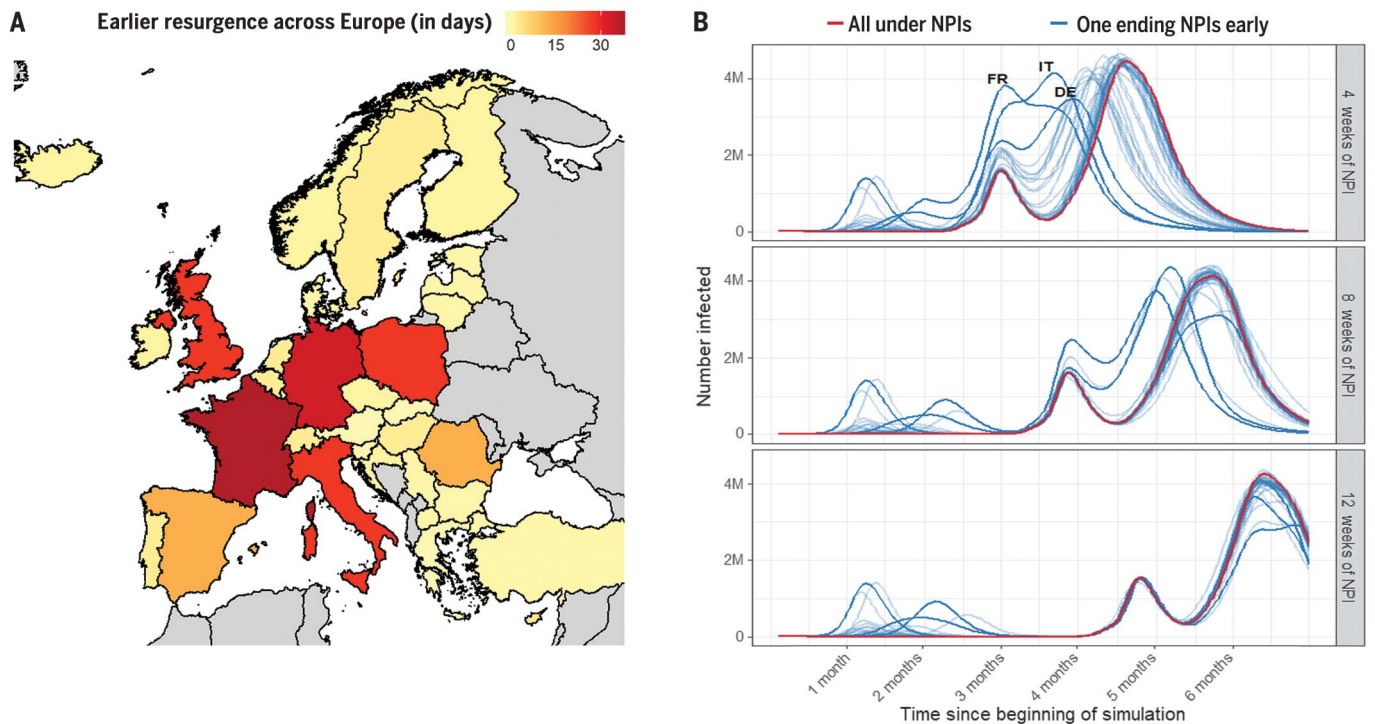 A
Earlier resurgence across Europe (in days)
0 15 30
B
All under NPIs
One ending NPIs early
Number infected
4M
2M
0
FR
IT
DE
4 weeks of NPI
4M
2M
0
8 weeks of NPI
4M
2M
0
12 weeks of NPI
1 month
2 months
3 months
4 months
5 months
6 months
Time since beginning of simulation